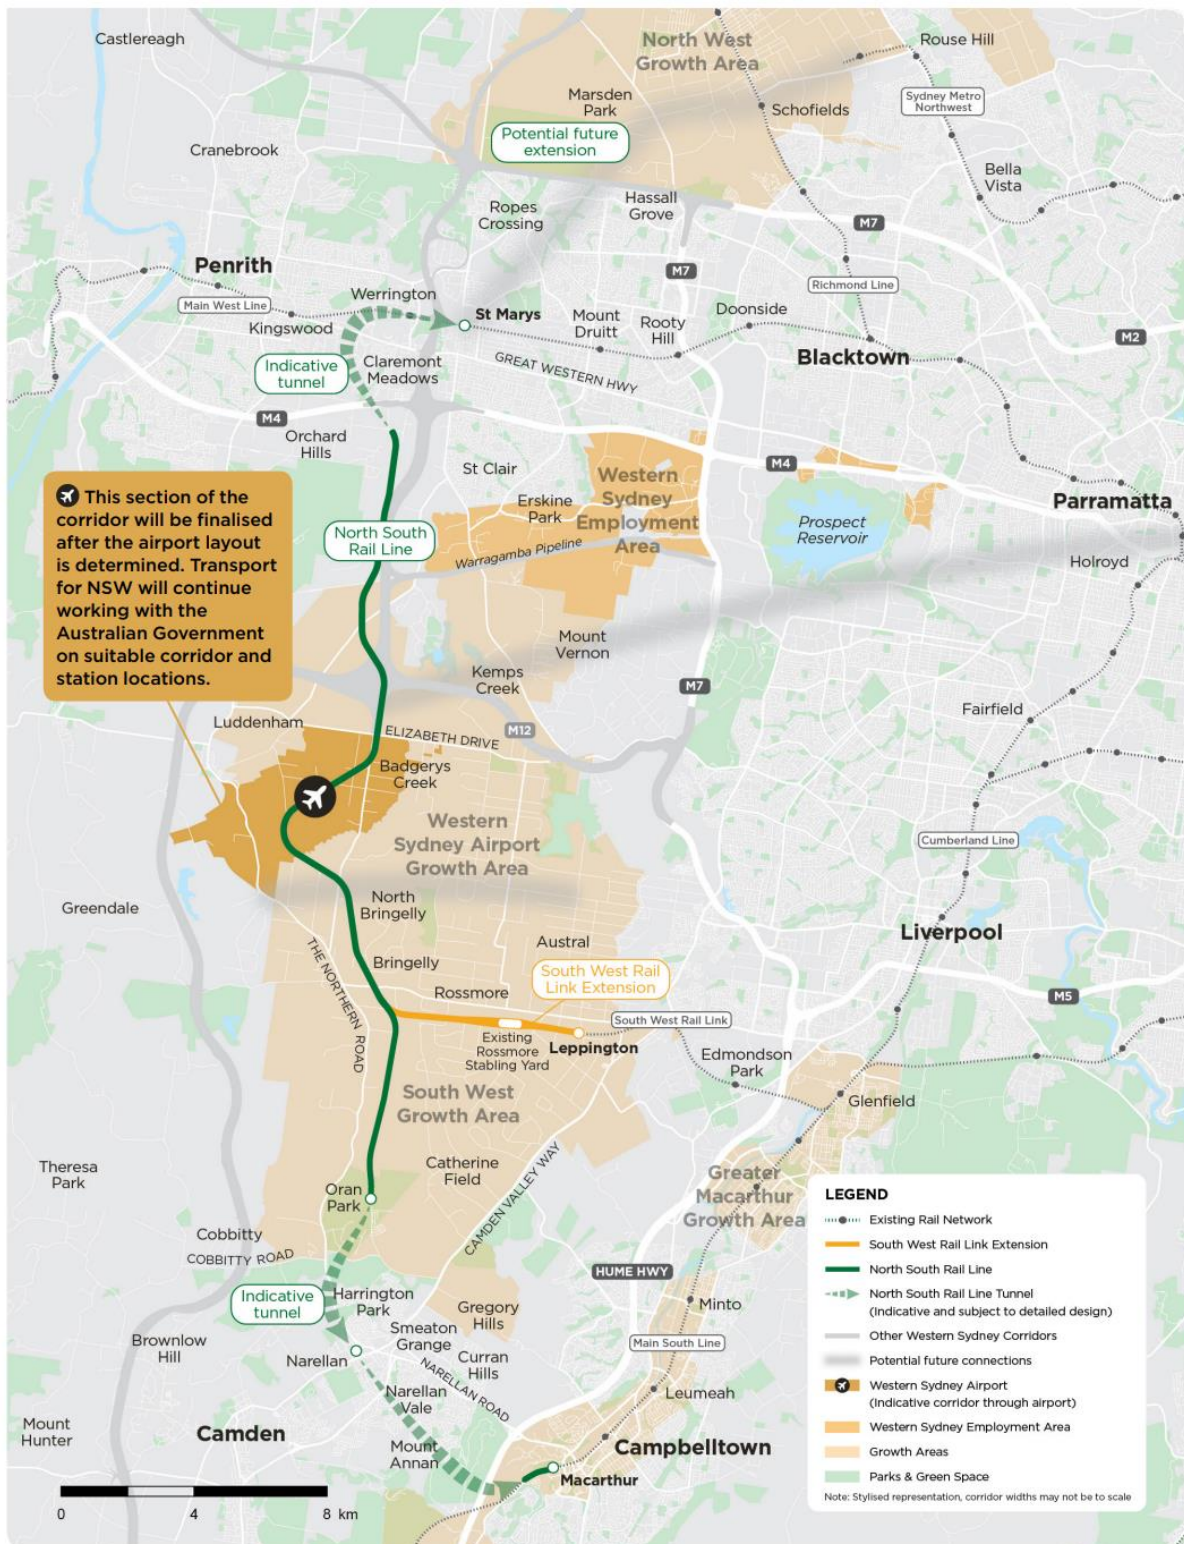 Castlereagh
North West
Growth Area
Rouse Hill
Sydney Metro
Northwest
Marsden
Park
Schofields
Potential future
extension
Cranebrook
Bella
Vista
Ropes
Crossing
Hassall
Grove
M7
Penrith
M7
Main West Line
Werrington
Richmond Line
St Marys
Mount
Druitt
Rooty
Hill
Doonside
Kingswood
M2
Indicative
tunnel
Claremont
Meadows
GREAT WESTERN HWY
Blacktown
M4
Orchard
Hills
St Clair
Western
Sydney
Employment
Area
M4
Parramatta
This section of the
corridor will be finalised
after the airport layout
is determined. Transport
for NSW will continue
working with the
Australian Government
on suitable corridor and
station locations.
Erskine
Park
Prospect
Reservoir
North South
Rail Line
Warragamba Pipeline
Holroyd
Mount
Vernon
Kemps
Creek
M7
Luddenham
ELIZABETH DRIVE
M12
Fairfield
Badgerys
Creek
Western
Sydney Airport
Growth Area
Cumberland Line
Greendale
North
Bringelly
Liverpool
Austral
THE NORTHERN ROAD
Bringelly
South West Rail
Link Extension
Rossmore
M5
South West Rail Link
Existing
Rossmore
Stabling Yard
Leppington
Edmondson
Park
South West
Growth Area
Glenfield
Theresa
Park
Catherine
Field
CAMDEN VALLEY WAY
Greater
Macarthur
Growth Area
Oran
Park
Cobbitty
COBBITTY ROAD
HUME HWY
Indicative
tunnel
Harrington
Park
Gregory
Hills
Minto
Smeaton
Grange
Main South Line
Brownlow
Hill
Narellan
Curran
Hills
NARELLAN ROAD
Narellan
Vale
Leumeah
Mount
Hunter
Camden
Mount
Annan
Campbelltown
Macarthur
0 4 8 km
LEGEND
Existing Rail Network
South West Rail Link Extension
North South Rail Line
North South Rail Line Tunnel
(Indicative and subject to detailed design)
Other Western Sydney Corridors
Potential future connections
Western Sydney Airport
(Indicative corridor through airport)
Western Sydney Employment Area
Growth Areas
Parks & Green Space
Note: Stylised representation, corridor widths may not be to scale